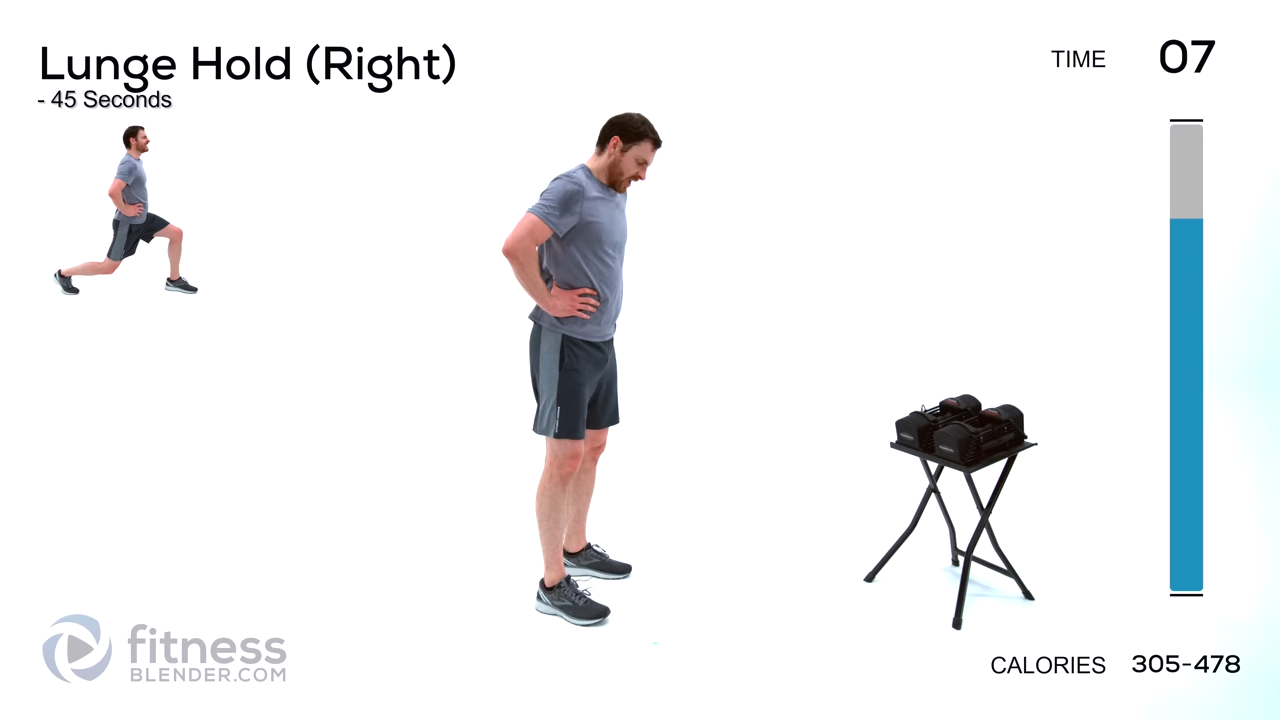 Lunge Hold (Right)
- 45 Seconds
TIME 07
fitness
BLENDER.COM
CALORIES 305-478